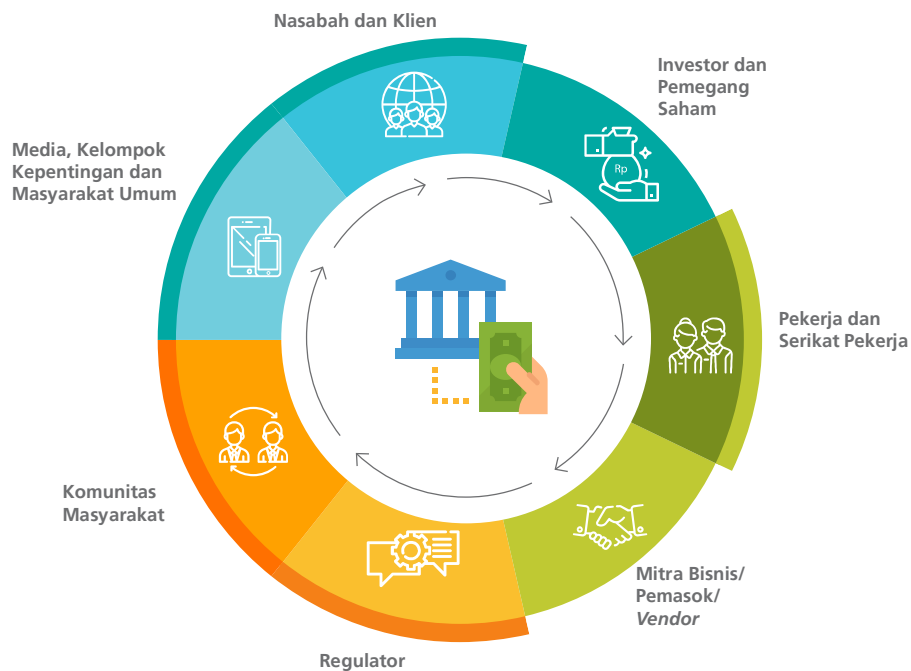 Nasabah dan Klien
Investor dan
Pemegang
Saham
Rp
Media, Kelompok
Kepentingan dan
Masyarakat Umum
Pekerja dan
Serikat Pekerja
Komunitas
Masyarakat
Mitra Bisnis/
Pemasok/
Vendor
Regulator